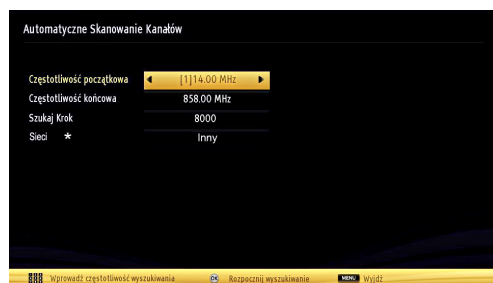 Automatyczne Skanowanie Kanałów
Częstotliwość początkowa [1]14.00 MHz
Częstotliwość końcowa 858.00 MHz
Szukaj Krok 8000
Sieci * Inny
Wprowadź częstotliwość wyszukiwania OK Rozpocznij wyszukiwanie MENU Wyjdź